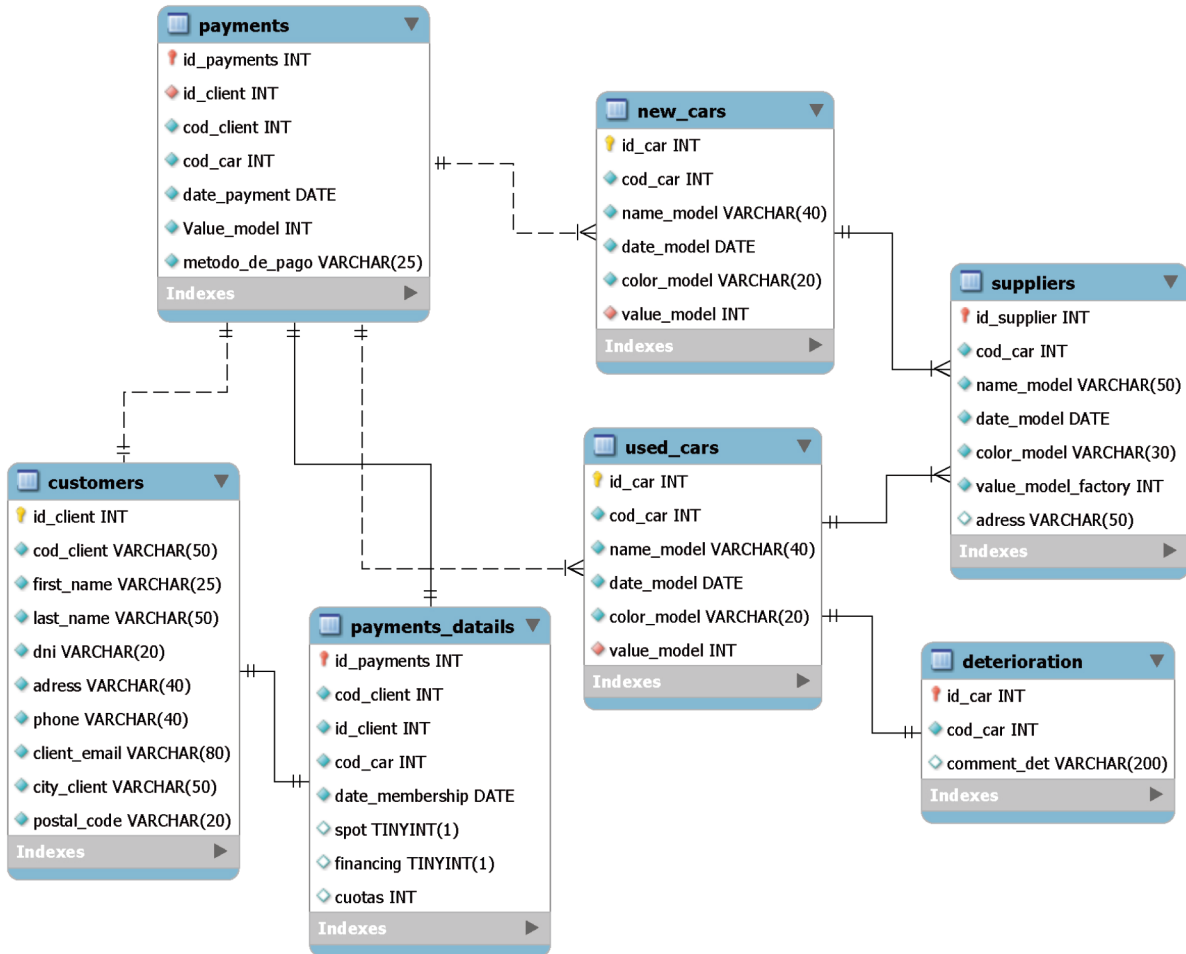 payments
id_payments INT
id_client INT
cod_client INT
cod_car INT
date_payment DATE
Value_model INT
metodo_de_pago VARCHAR(25)
Indexes
new_cars
id_car INT
cod_car INT
name_model VARCHAR(40)
date_model DATE
color_model VARCHAR(20)
value_model INT
Indexes
suppliers
id_supplier INT
cod_car INT
name_model VARCHAR(50)
date_model DATE
color_model VARCHAR(30)
value_model_factory INT
adress VARCHAR(50)
Indexes
used_cars
id_car INT
cod_car INT
name_model VARCHAR(40)
date_model DATE
color_model VARCHAR(20)
value_model INT
Indexes
customers
id_client INT
cod_client VARCHAR(50)
first_name VARCHAR(25)
last_name VARCHAR(50)
dni VARCHAR(20)
adress VARCHAR(40)
phone VARCHAR(40)
client_email VARCHAR(80)
city_client VARCHAR(50)
postal_code VARCHAR(20)
Indexes
payments_datails
id_payments INT
cod_client INT
id_client INT
cod_car INT
date_membership DATE
spot TINYINT(1)
financing TINYINT(1)
cuotas INT
Indexes
deterioration
id_car INT
cod_car INT
comment_det VARCHAR(200)
Indexes